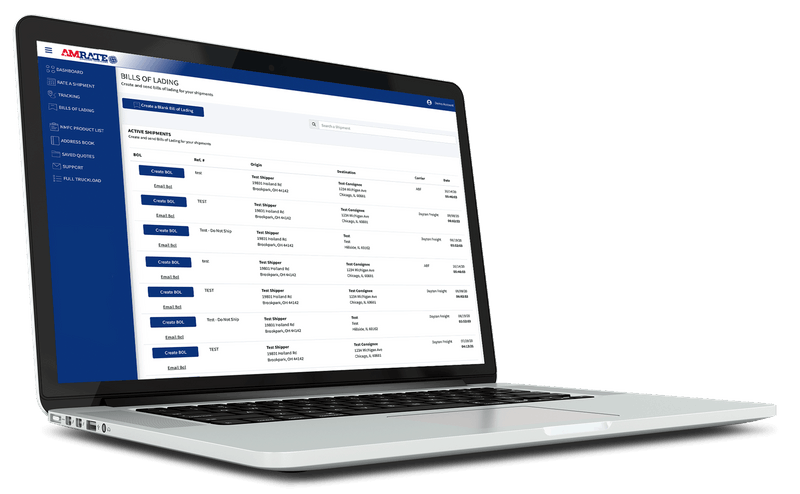 AMRATE
DASHBOARD
RATE A SHIPMENT
TRACKING
BILLS OF LADING
NMFC PRODUCT LIST
ADDRESS BOOK
SAVED QUOTES
SUPPORT
FULL TRUCKLOAD
BILLS OF LADING
Create and send bills of lading for your shipments
Create a Blank Bill of Lading
Search a Shipment
ACTIVE SHIPMENTS
Create and send Bills of Lading for your shipments
BOL Ref. # Origin Destination Carrier Date
Create BOL test Test Shipper Test Consignee
19801 Holland Rd 1234 Michigan Ave
Email Bol Brookpark, OH 44142 Chicago, IL 60601
Create BOL TEST Test Shipper Test Consignee Dayton Freight
19801 Holland Rd 1234 Michigan Ave
Email Bol Brookpark, OH 44142 Chicago, IL 60601
Create BOL Test - Do Not Ship Test Shipper Test Dayton Freight
19801 Holland Rd Test
Email Bol Brookpark, OH 44142 Hillside, IL 60162
Create BOL test Test Shipper Test Consignee
19801 Holland Rd 1234 Michigan Ave
Email Bol Brookpark, OH 44142 Chicago, IL 60601
Create BOL TEST Test Shipper Test Consignee Dayton Freight
19801 Holland Rd 1234 Michigan Ave
Email Bol Brookpark, OH 44142 Chicago, IL 60601
Create BOL Test - Do Not Ship Test Shipper Test Dayton Freight
19801 Holland Rd Test
Email Bol Brookpark, OH 44142 Hillside, IL 60162
Create BOL TEST Test Shipper Test Consignee Dayton Freight
19801 Holland Rd 1234 Michigan Ave
Email Bol Brookpark, OH 44142 Chicago, IL 60601